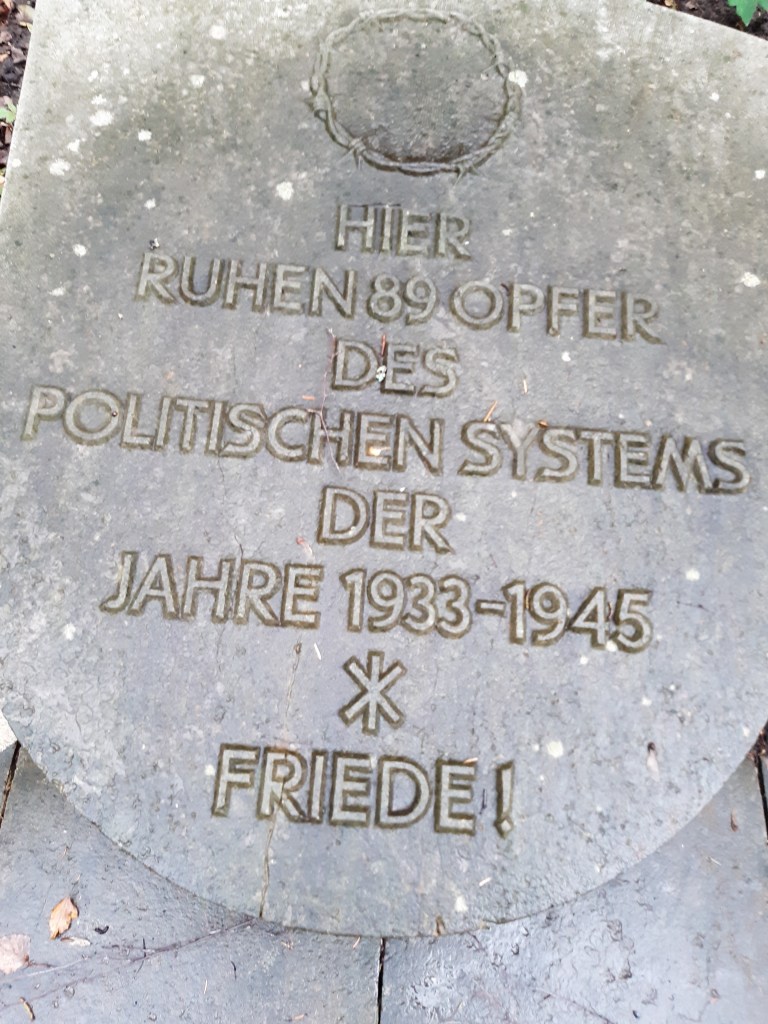 HIER
RUHEN 89 OPFER
DES
POLITISCHEN SYSTEMS
DER
JAHRE 1933-1945
*
FRIEDE!